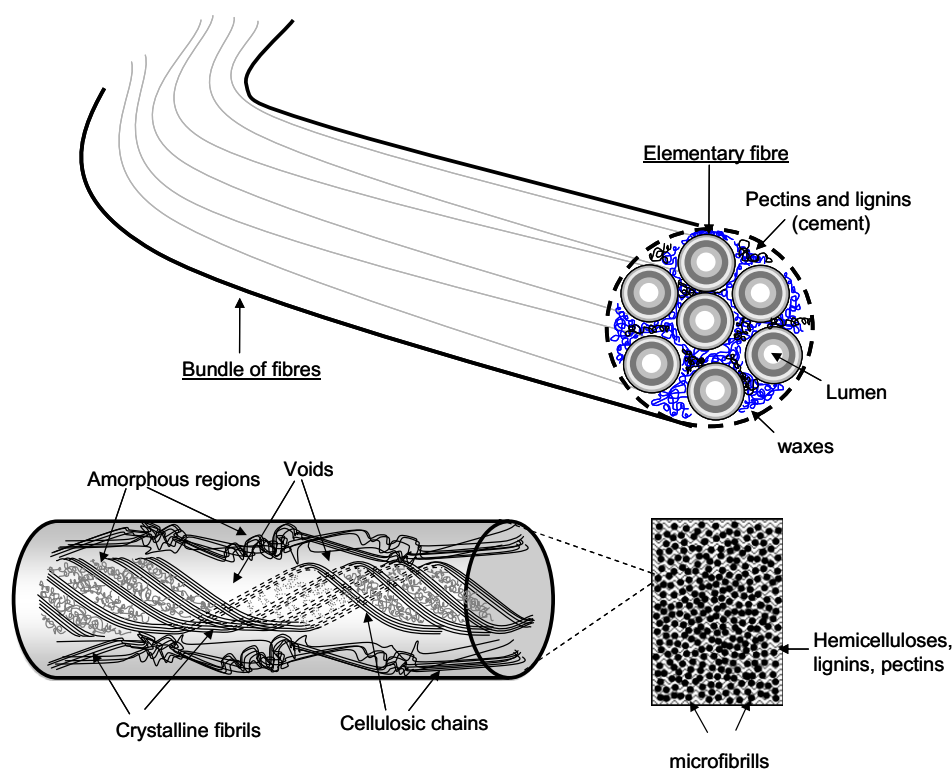 Elementary fibre
Pectins and lignins
(cement)
Bundle of fibres
Lumen
waxes
Amorphous regions
Voids
Hemicelluloses,
lignins, pectins
Crystalline fibrils
Cellulosic chains
microfibrills